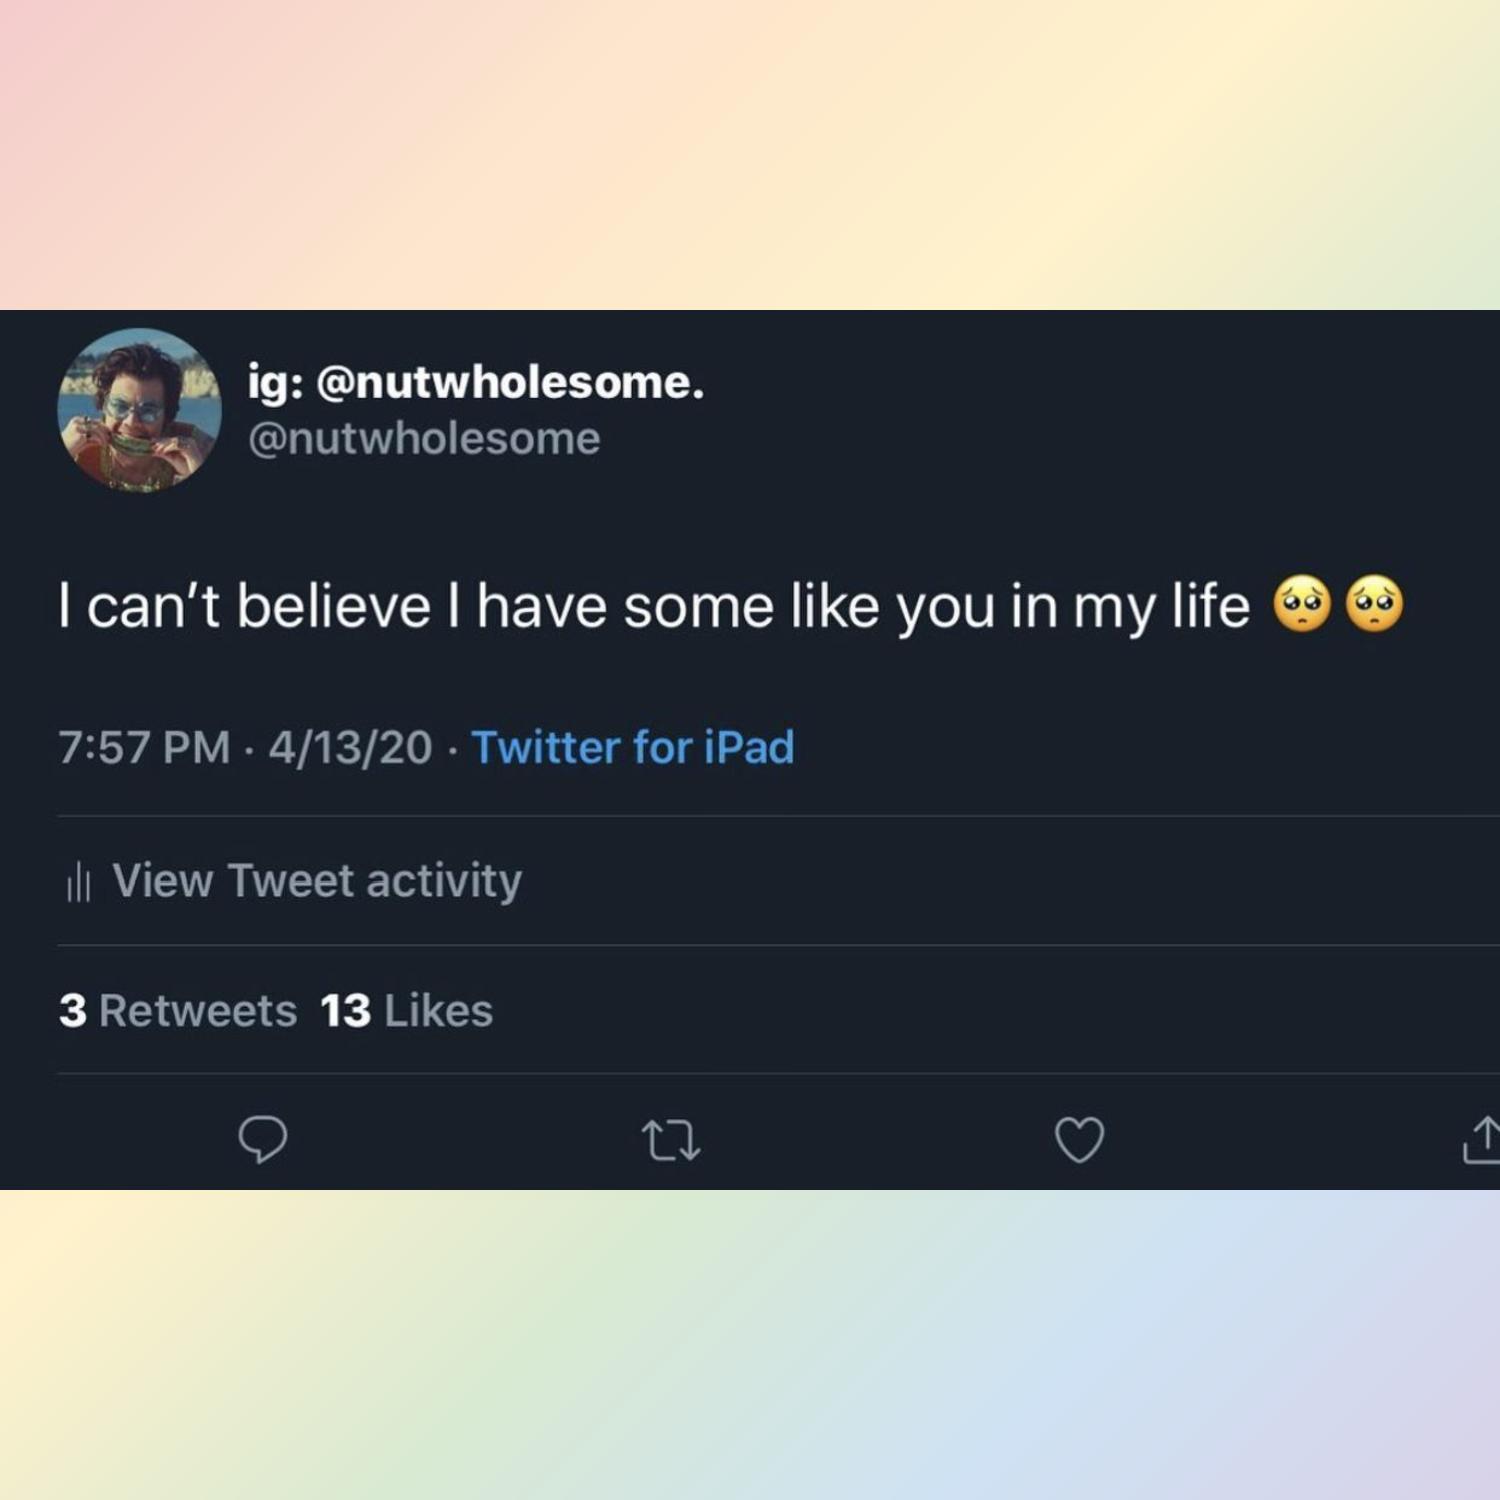 ig: @nutwholesome.
@nutwholesome
I can’t believe I have some like you in my life 🥺🥺
7:57 PM · 4/13/20 · Twitter for iPad
View Tweet activity
3 Retweets 13 Likes